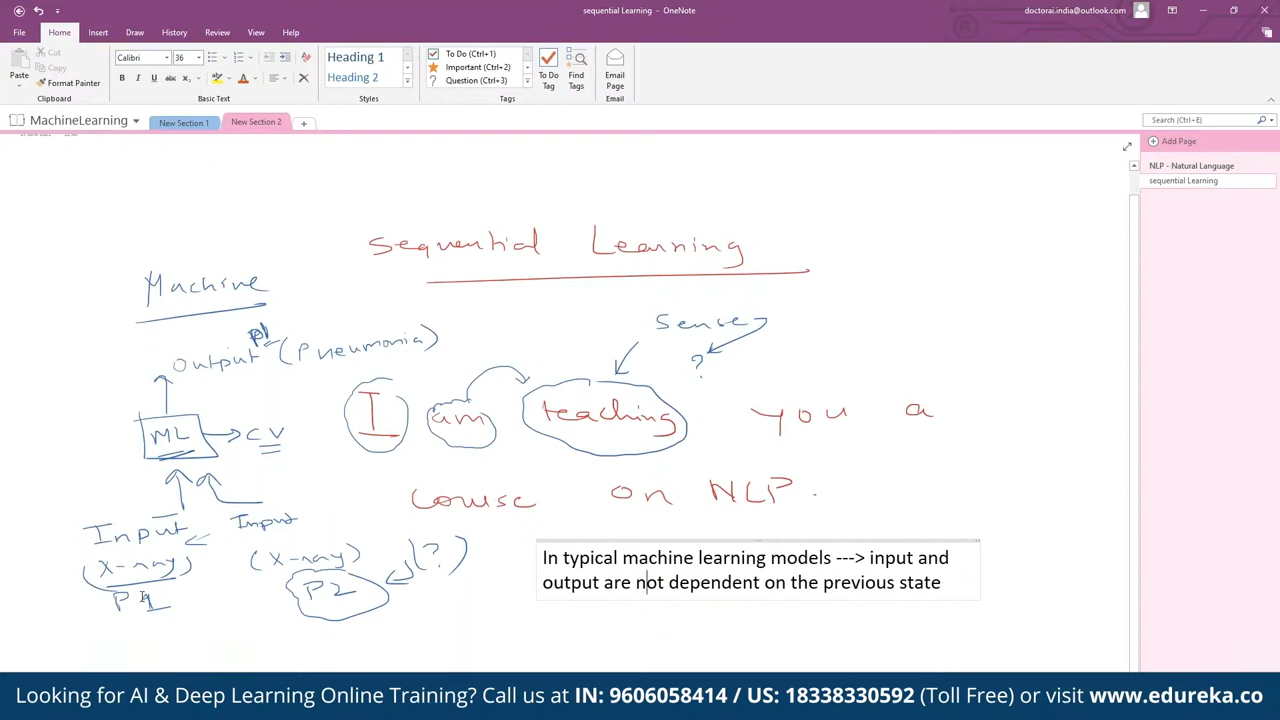 sequential Learning - OneNote
doctorai.india@outlook.com
File Home Insert Draw History Review View Help
Paste
Cut
Copy
Format Painter
Clipboard
Calibri 36
B I U abc x₂ A
Basic Text
Heading 1
Heading 2
Styles
To Do (Ctrl+1)
Important (Ctrl+2)
Question (Ctrl+3)
To Do Tag
Find Tags
Tags
Email Page
Email
MachineLearning
New Section 1
New Section 2
Search (Ctrl+E)
Add Page
NLP - Natural Language
sequential Learning
Sequential Learning
Machine
Output (Pneumonia)
Sense
?
ML
CV
I am teaching you a
course on NLP.
Input
(X-ray)
P1
Input
(X-ray)
P2
(?)
In typical machine learning models ---> input and
output are not dependent on the previous state
Looking for AI & Deep Learning Online Training? Call us at IN: 9606058414 / US: 18338330592 (Toll Free) or visit www.edureka.co